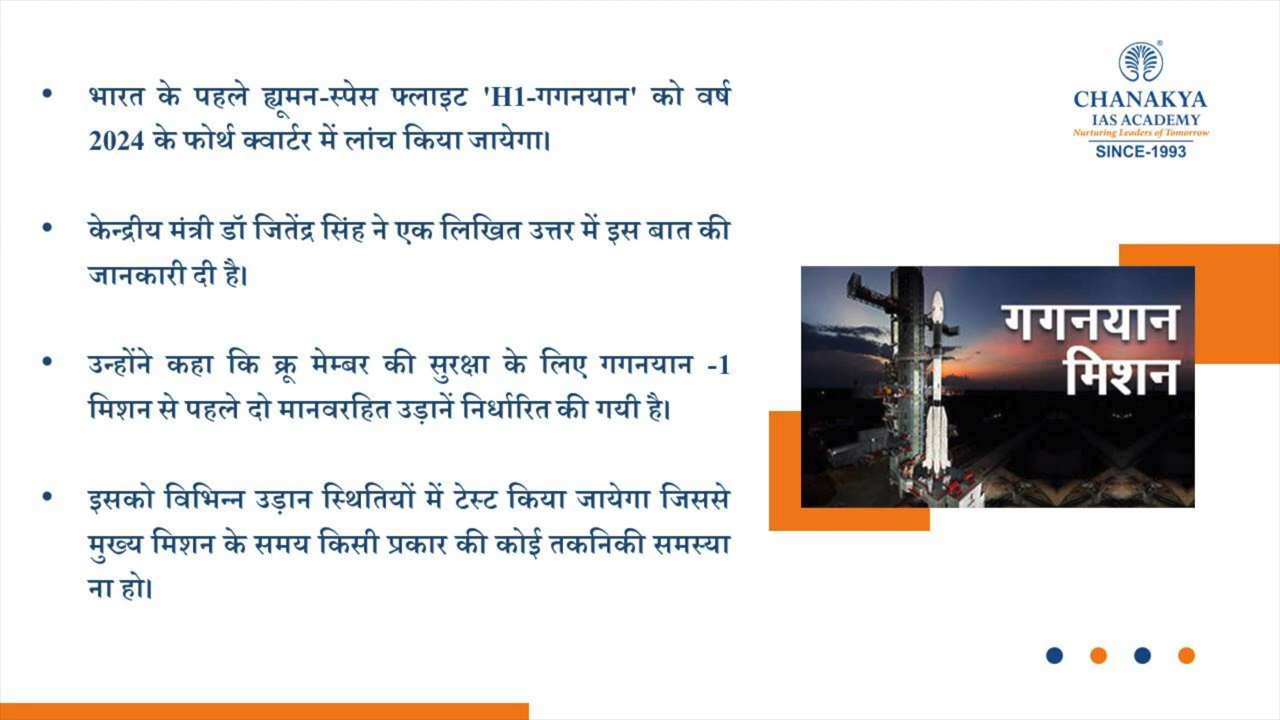 • भारत के पहले ह्यूमन-स्पेस फ्लाइट 'H1-गगनयान' को वर्ष
2024 के फोर्थ क्वार्टर में लांच किया जायेगा।
• केन्द्रीय मंत्री डॉ जितेंद्र सिंह ने एक लिखित उत्तर में इस बात की
जानकारी दी है।
• उन्होंने कहा कि क्रू मेम्बर की सुरक्षा के लिए गगनयान -1
मिशन से पहले दो मानवरहित उड़ानें निर्धारित की गयी है।
• इसको विभिन्न उड़ान स्थितियों में टेस्ट किया जायेगा जिससे
मुख्य मिशन के समय किसी प्रकार की कोई तकनिकी समस्या
ना हो।
®
CHANAKYA
IAS ACADEMY
Nurturing Leaders of Tomorrow
SINCE-1993
गगनयान
मिशन